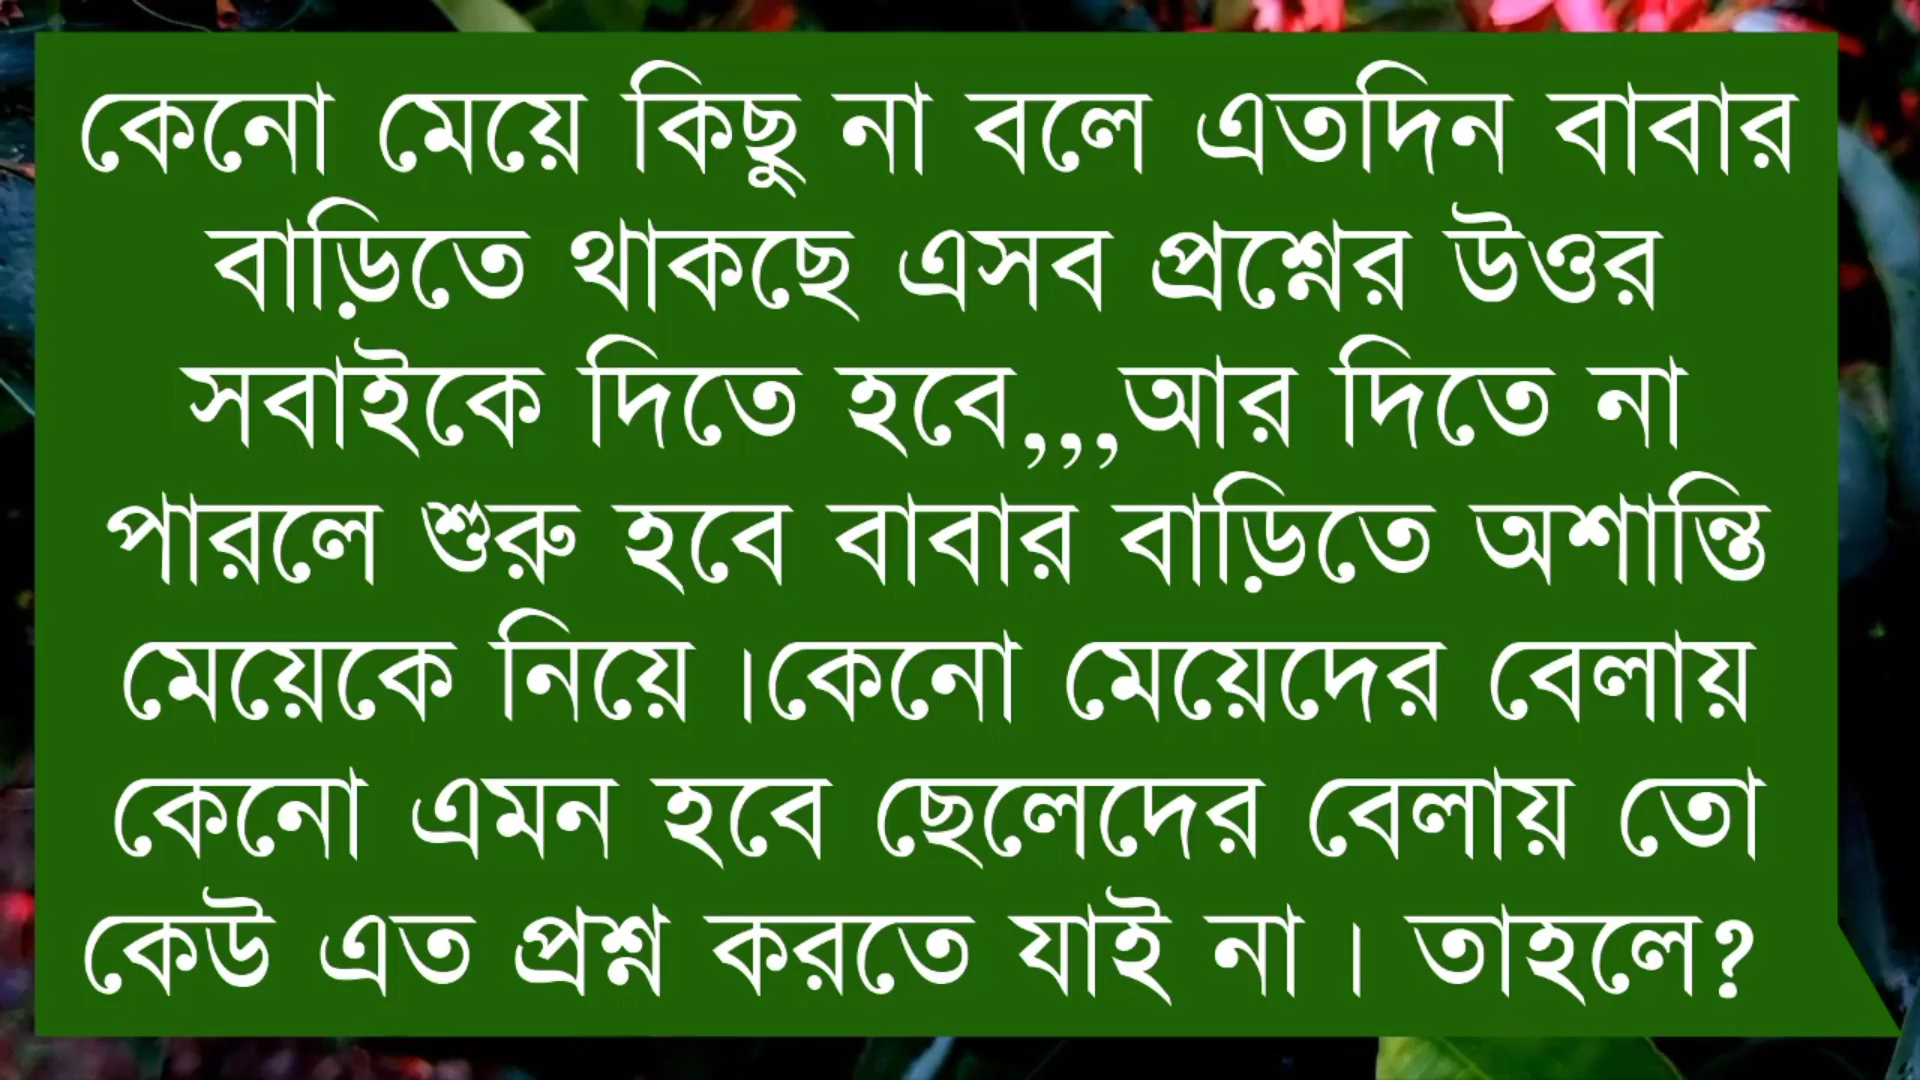 কেনো মেয়ে কিছু না বলে এতদিন বাবার
বাড়িতে থাকছে এসব প্রশ্নের উওর
সবাইকে দিতে হবে,,,আর দিতে না
পারলে শুরু হবে বাবার বাড়িতে অশান্তি
মেয়েকে নিয়ে ।কেনো মেয়েদের বেলায়
কেনো এমন হবে ছেলেদের বেলায় তো
কেউ এত প্রশ্ন করতে যাই না । তাহলে?